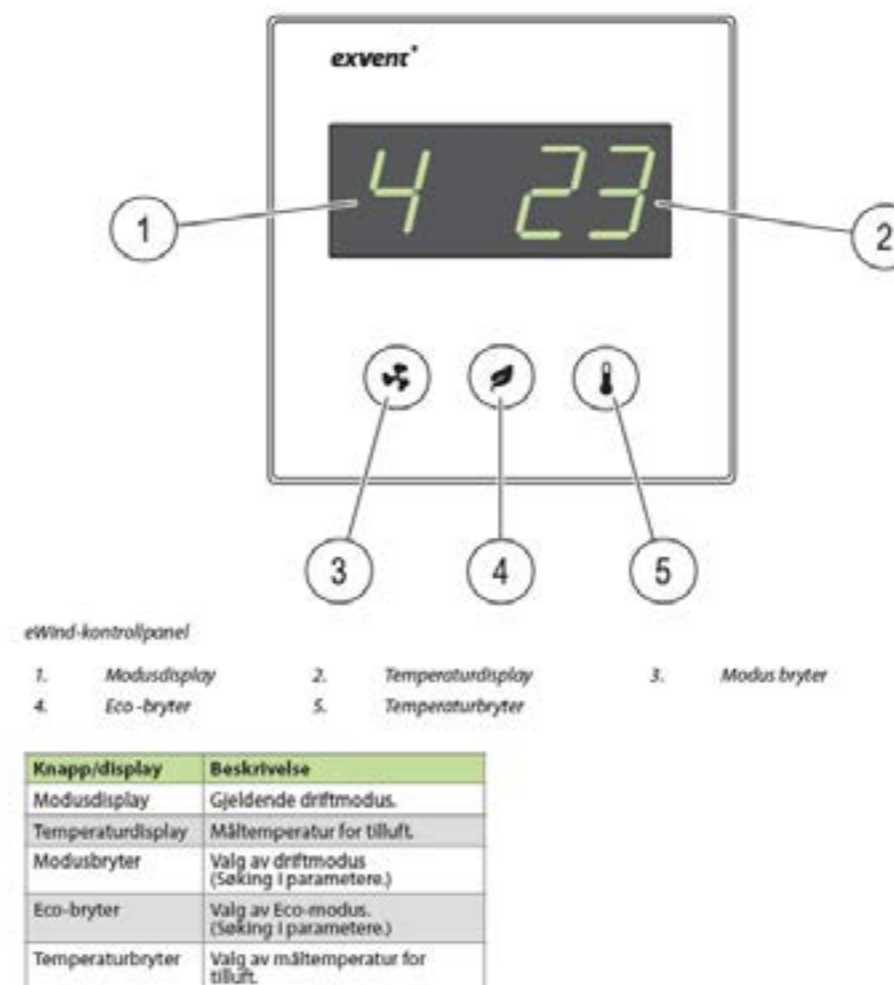 exvent
4 23
1
2
3 4 5
eWind-kontrollpanel
1. Modusdisplay 2. Temperaturdisplay 3. Modus bryter
4. Eco -bryter 5. Temperaturbryter
Knapp/display Beskrivelse
Modusdisplay Gjeldende driftmodus.
Temperaturdisplay Måltemperatur for tilluft.
Modusbryter Valg av driftmodus
(Søking i parametere.)
Eco-bryter Valg av Eco-modus.
(Søking i parametere.)
Temperaturbryter Valg av måltemperatur for
tilluft.